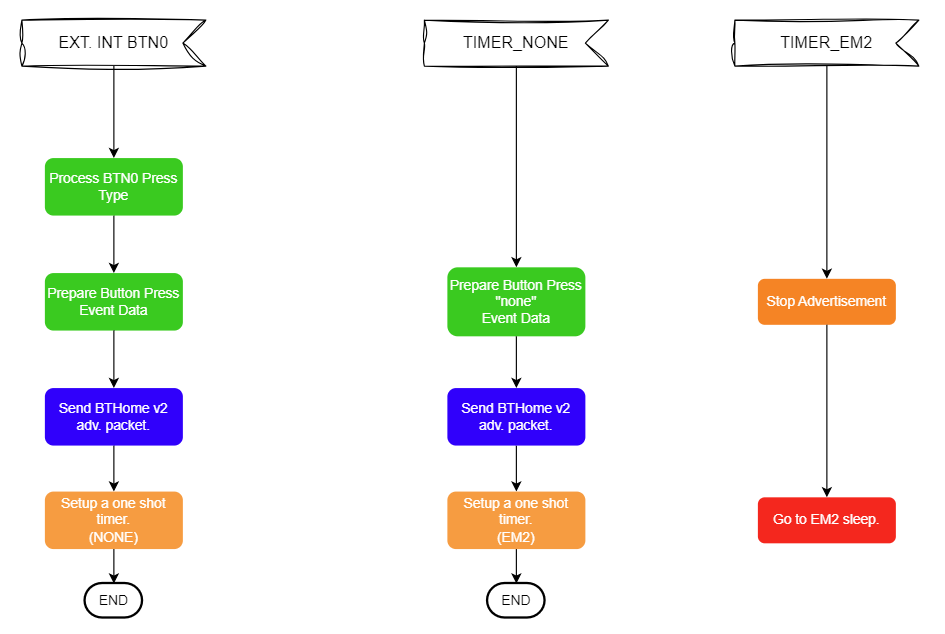 EXT. INT BTN0
TIMER_NONE
TIMER_EM2
Process BTN0 Press
Type
Prepare Button Press
Event Data
Prepare Button Press
"none"
Event Data
Stop Advertisement
Send BTHome v2
adv. packet.
Send BTHome v2
adv. packet.
Setup a one shot
timer.
(NONE)
Setup a one shot
timer.
(EM2)
Go to EM2 sleep.
END
END